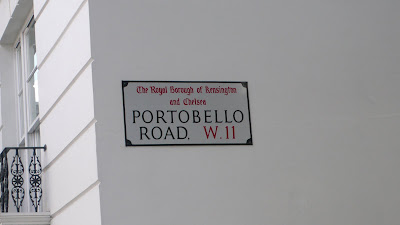 The Royal Borough of Kensington
and Chelsea
PORTOBELLO
ROAD. W.11